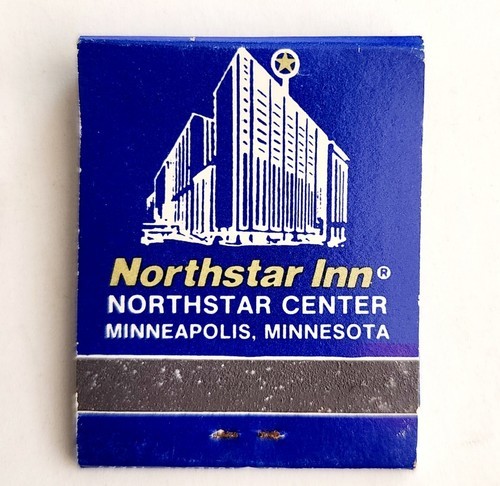 Northstar Inn®
NORTHSTAR CENTER
MINNEAPOLIS, MINNESOTA